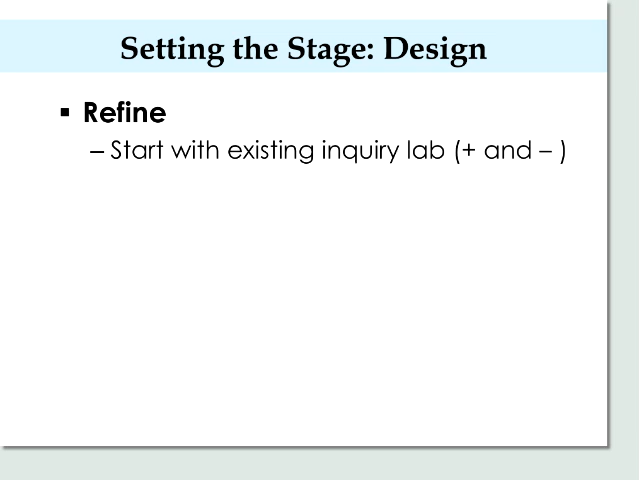 Setting the Stage: Design
▪ Refine
– Start with existing inquiry lab (+ and – )